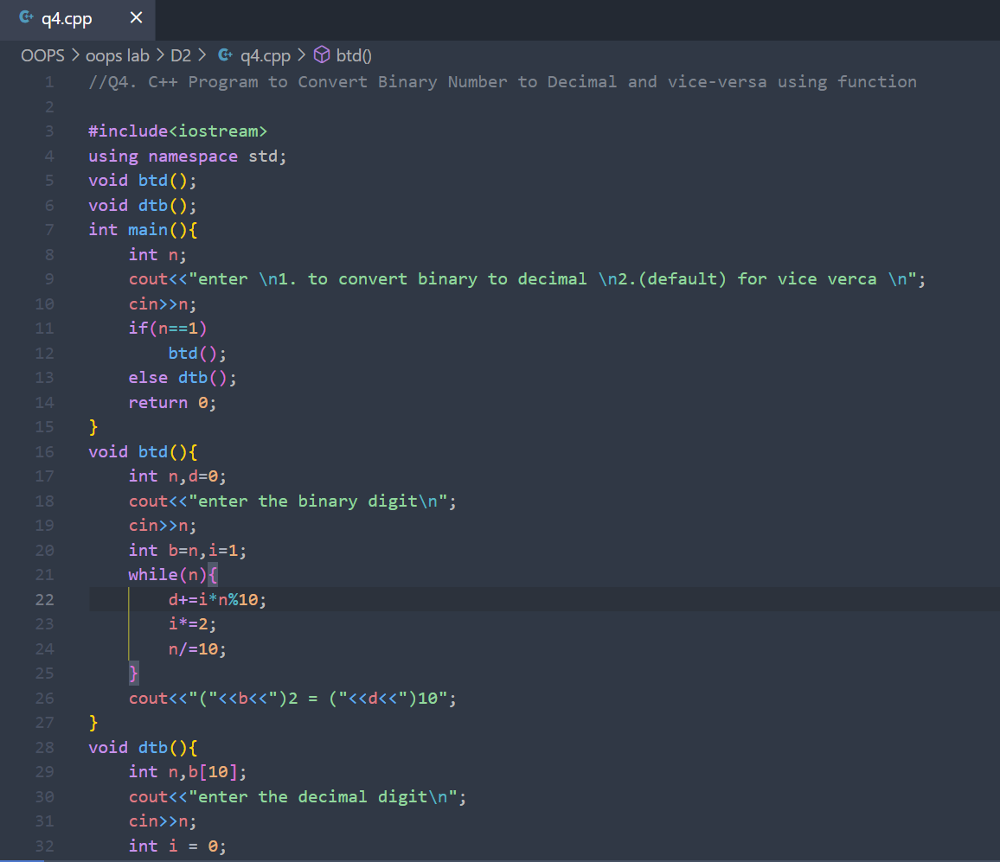 q4.cpp ×
OOPS > oops lab > D2 > q4.cpp > btd()
1 //Q4. C++ Program to Convert Binary Number to Decimal and vice-versa using function
2
3 #include<iostream>
4 using namespace std;
5 void btd();
6 void dtb();
7 int main(){
8     int n;
9     cout<<"enter \n1. to convert binary to decimal \n2.(default) for vice verca \n";
10     cin>>n;
11     if(n==1)
12         btd();
13     else dtb();
14     return 0;
15 }
16 void btd(){
17     int n,d=0;
18     cout<<"enter the binary digit\n";
19     cin>>n;
20     int b=n,i=1;
21     while(n){
22         d+=i*n%10;
23         i*=2;
24         n/=10;
25     }
26     cout<<"("<<b<<")2 = ("<<d<<")10";
27 }
28 void dtb(){
29     int n,b[10];
30     cout<<"enter the decimal digit\n";
31     cin>>n;
32     int i = 0;